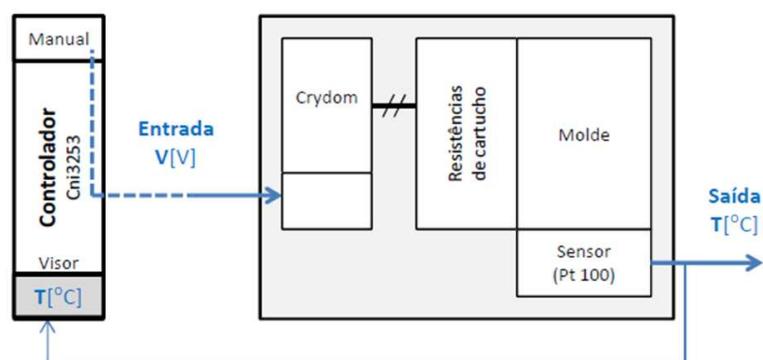 Manual
Controlador
Cni3253
Visor
T[°C]
Entrada
V[V]
Crydom
Resistências
de cartucho
Molde
Sensor
(Pt 100)
Saída
T[°C]